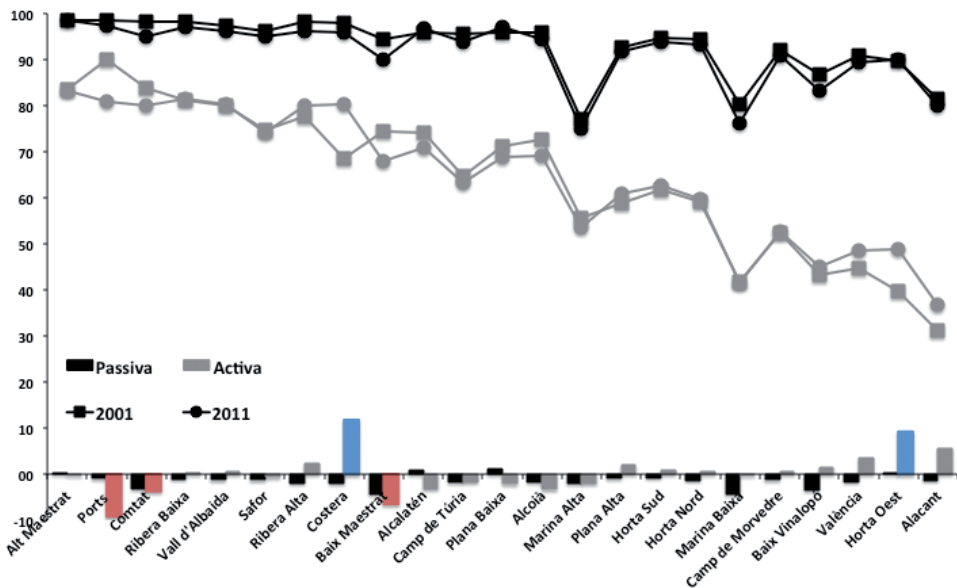 100
90
80
70
60
50
40
30
20
10
00
-10
Passiva Activa
2001 2011
Alt Maestrat
Ports
Comtat
Ribera Baixa
Vall d'Albaida
Safor
Ribera Alta
Costera
Baix Maestrat
Alcalatén
Camp de Túria
Plana Baixa
Alcoià
Marina Alta
Plana Alta
Horta Sud
Horta Nord
Marina Baixa
Camp de Morvedre
Baix Vinalopo
València
Horta Oest
Alacant